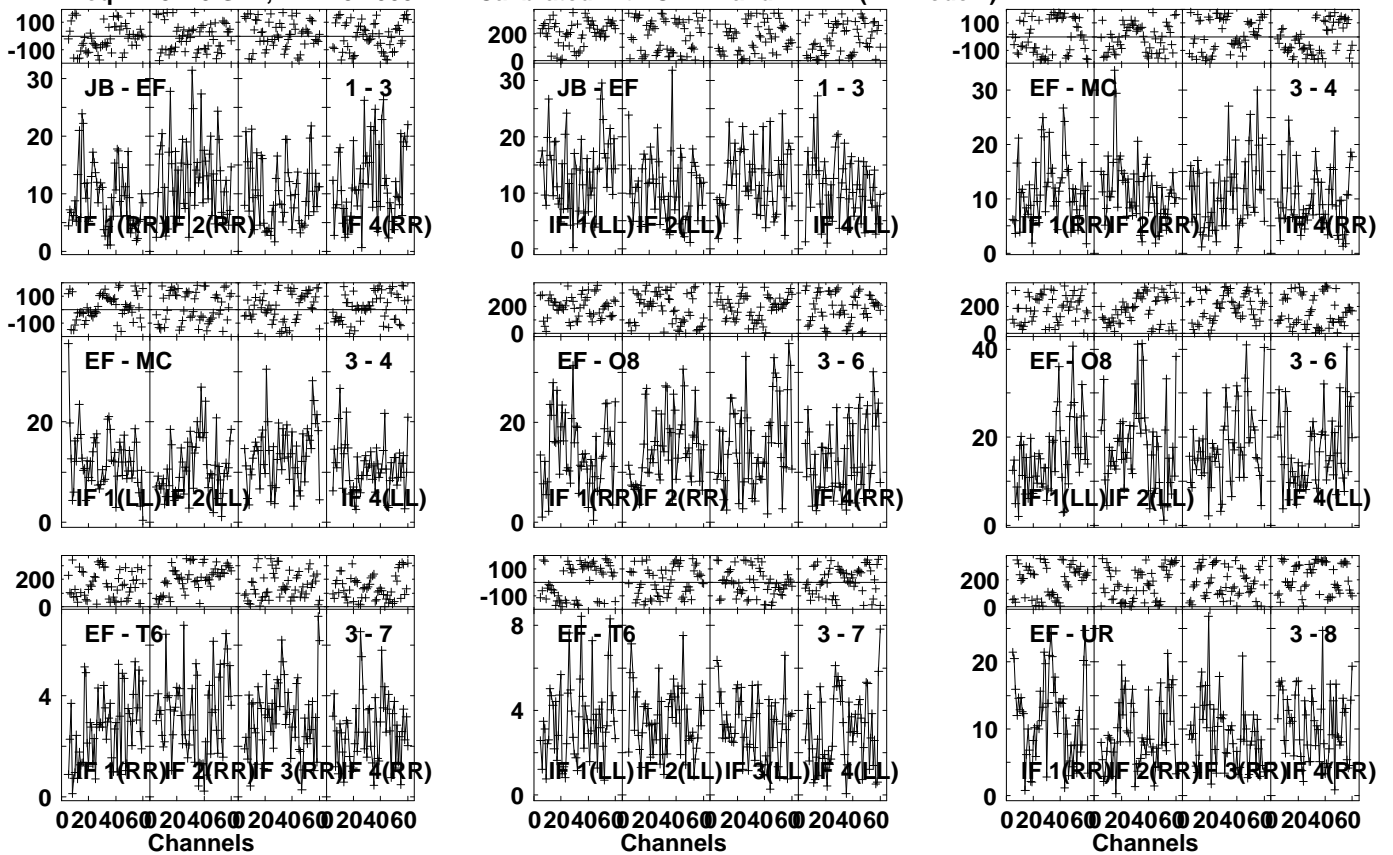 100
-100
30
20
10
0
JB - EF
1 - 3
IF 1(RR)
IF 2(RR)
IF 4(RR)
200
0
30
20
10
0
JB - EF
1 - 3
IF 1(LL)
IF 2(LL)
IF 4(LL)
100
-100
30
20
10
0
EF - MC
3 - 4
IF 1(RR)
IF 2(RR)
IF 4(RR)
100
-100
20
0
EF - MC
3 - 4
IF 1(LL)
IF 2(LL)
IF 4(LL)
200
0
20
0
EF - O8
3 - 6
IF 1(RR)
IF 2(RR)
IF 4(RR)
200
0
40
20
0
EF - O8
3 - 6
IF 1(LL)
IF 2(LL)
IF 4(LL)
200
0
4
0
EF - T6
3 - 7
IF 1(RR)
IF 2(RR)
IF 3(RR)
IF 4(RR)
0 20 40 60 0 20 40 60 0 20 40 60 0 20 40 60
Channels
100
-100
8
4
0
EF - T6
3 - 7
IF 1(LL)
IF 2(LL)
IF 3(LL)
IF 4(LL)
0 20 40 60 0 20 40 60 0 20 40 60 0 20 40 60
Channels
200
0
20
10
0
EF - UR
3 - 8
IF 1(RR)
IF 2(RR)
IF 3(RR)
IF 4(RR)
0 20 40 60 0 20 40 60 0 20 40 60 0 20 40 60
Channels